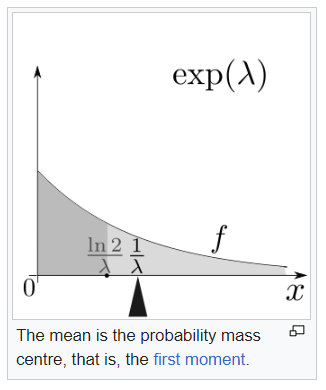 exp(λ)
ln 2 1
λ λ
f
0
x
The mean is the probability mass
centre, that is, the first moment.